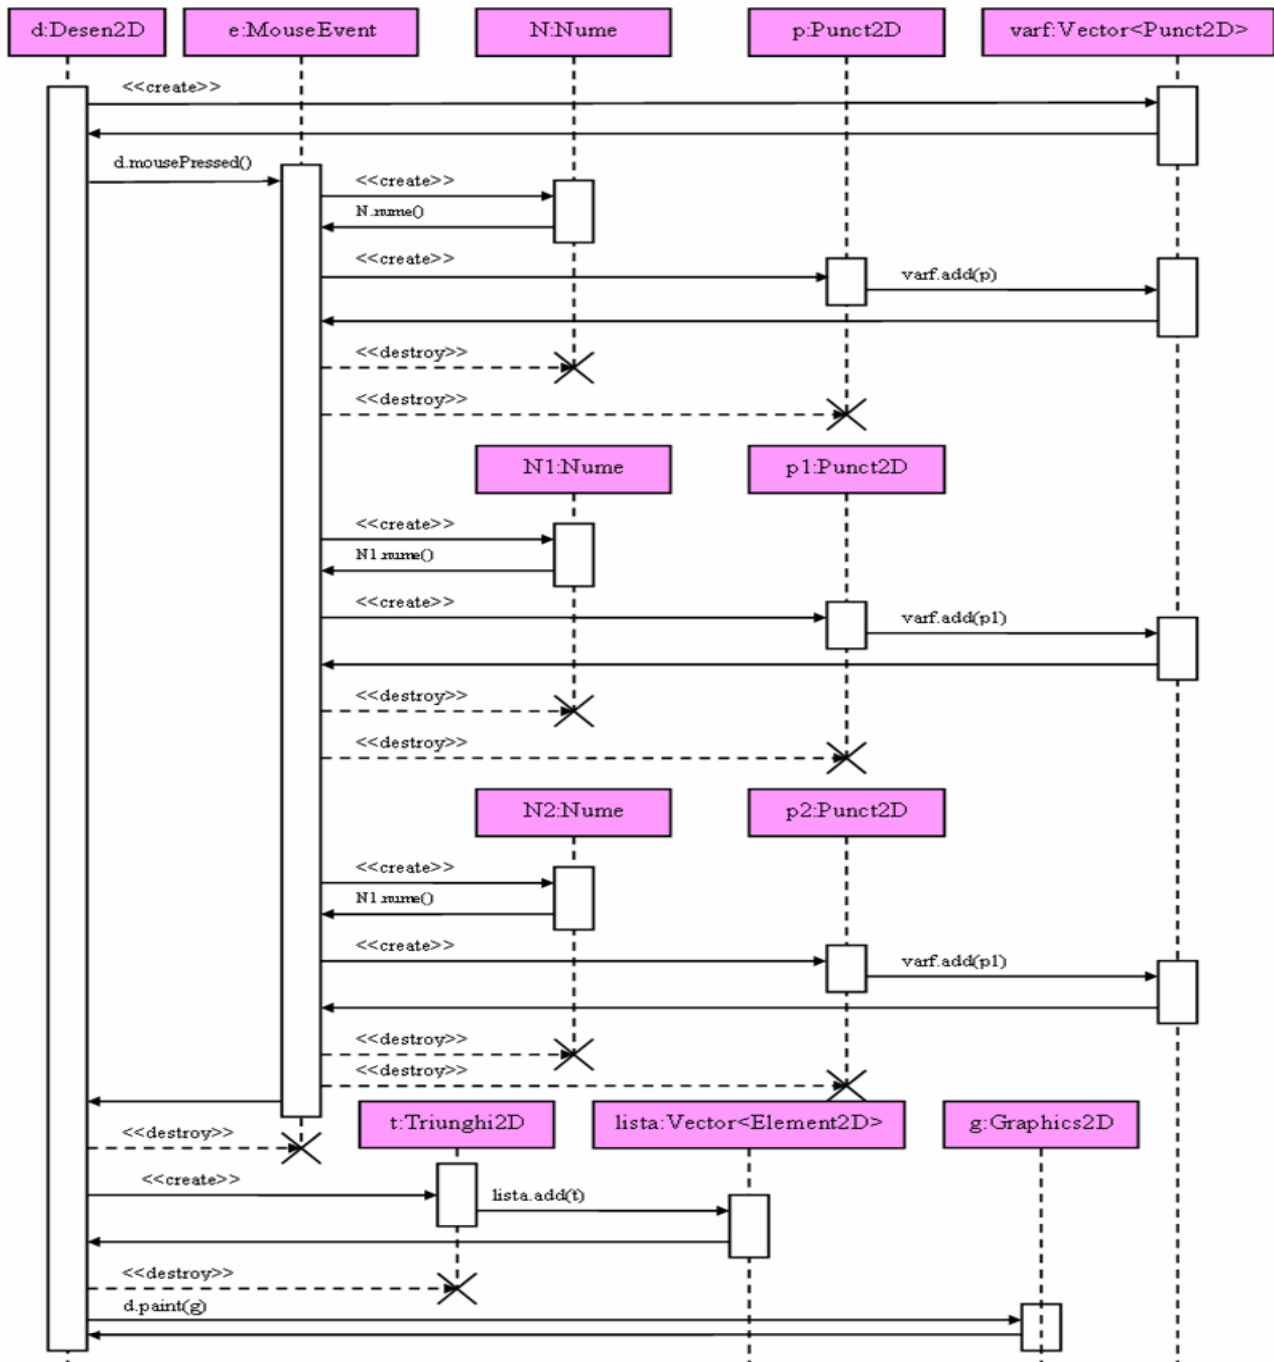 d:Desen2D e:MouseEvent N:Nume p:Punct2D varf:Vector<Punct2D>
<<create>>
d.mousePressed()
<<create>>
N.nume()
<<create>>
varf.add(p)
<<destroy>>
<<destroy>>
N1:Nume p1:Punct2D
<<create>>
N1.nume()
<<create>>
varf.add(p1)
<<destroy>>
<<destroy>>
N2:Nume p2:Punct2D
<<create>>
N1.nume()
<<create>>
varf.add(p1)
<<destroy>>
<<destroy>>
t:Triunghi2D lista:Vector<Element2D> g:Graphics2D
<<destroy>>
<<create>>
lista.add(t)
<<destroy>>
d.paint(g)